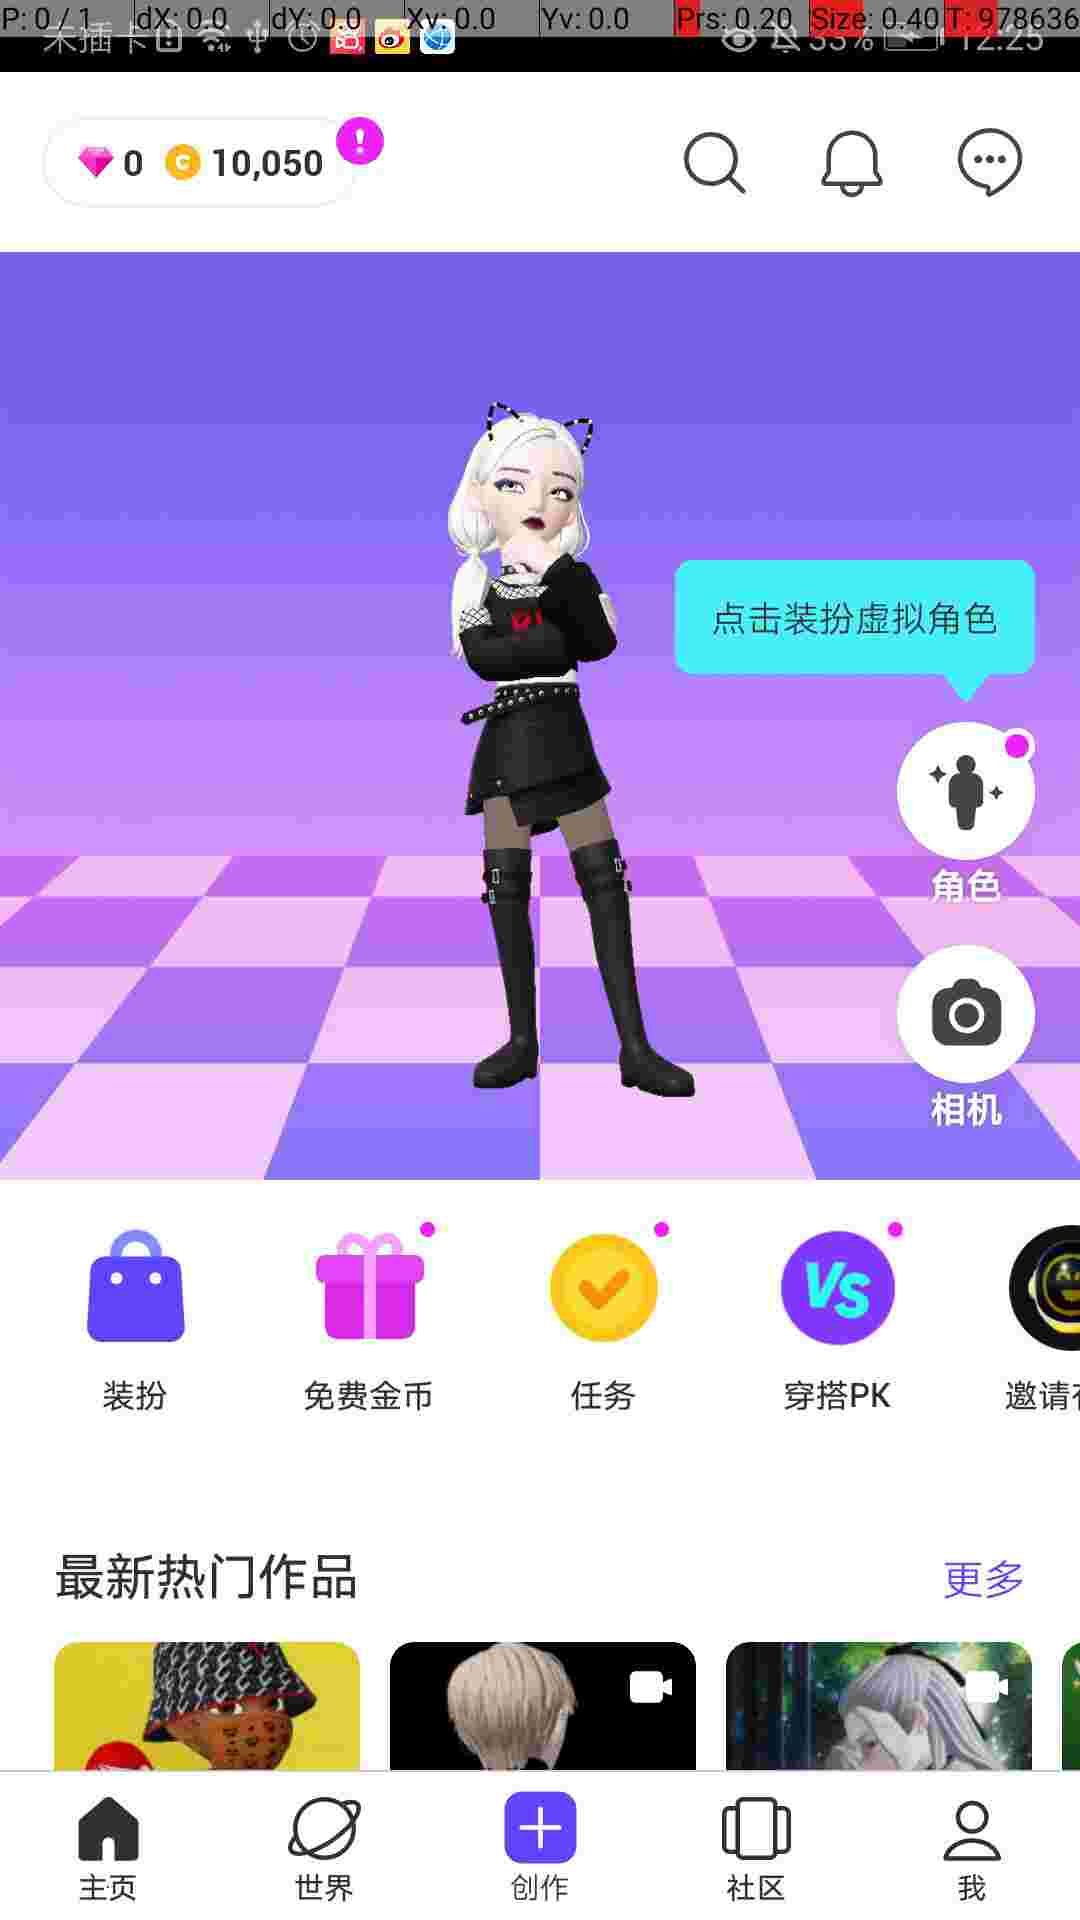 P: 0 / 1 dX: 0.0 dY: 0.0 Xv: 0.0 Yv: 0.0 Prs: 0.20 Size: 0.40 T: 978636
未插卡 33% 12:25
0 10,050
点击装扮虚拟角色
角色
相机
VS
装扮 免费金币 任务 穿搭PK 邀请
最新热门作品 更多
主页 世界 创作 社区 我